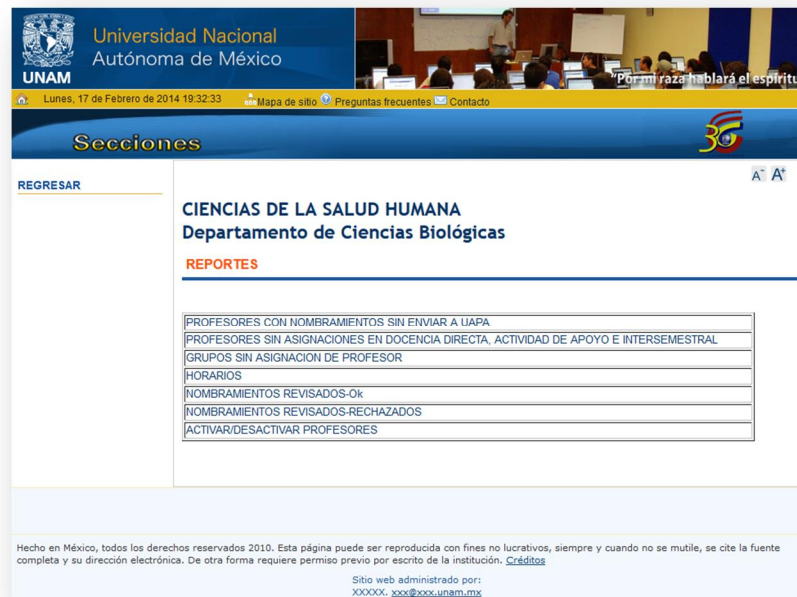 Universidad Nacional
Autónoma de México
UNAM
"Por mi raza hablará el espíritu
Lunes, 17 de Febrero de 2014 19:32:33 Mapa de sitio Preguntas frecuentes Contacto
Secciones
REGRESAR
A- A+
CIENCIAS DE LA SALUD HUMANA
Departamento de Ciencias Biológicas
REPORTES
PROFESORES CON NOMBRAMIENTOS SIN ENVIAR A UAPA
PROFESORES SIN ASIGNACIONES EN DOCENCIA DIRECTA, ACTIVIDAD DE APOYO E INTERSEMESTRAL
GRUPOS SIN ASIGNACION DE PROFESOR
HORARIOS
NOMBRAMIENTOS REVISADOS-Ok
NOMBRAMIENTOS REVISADOS-RECHAZADOS
ACTIVAR/DESACTIVAR PROFESORES
Hecho en México, todos los derechos reservados 2010. Esta página puede ser reproducida con fines no lucrativos, siempre y cuando no se mutile, se cite la fuente
completa y su dirección electrónica. De otra forma requiere permiso previo por escrito de la institución. Créditos
Sitio web administrado por:
XXXXX. xxx@xxx.unam.mx